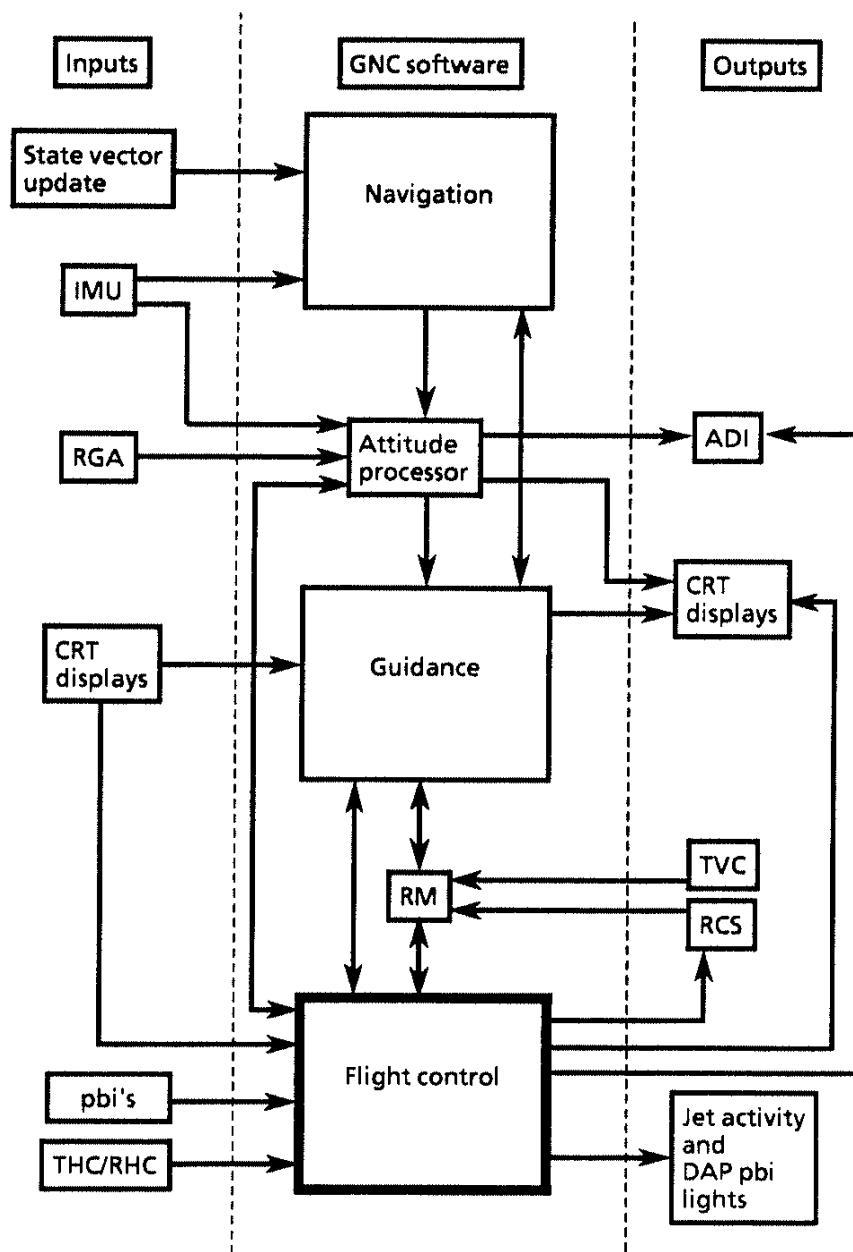 Inputs
GNC software
Outputs
State vector
update
Navigation
IMU
RGA
Attitude
processor
ADI
CRT
displays
CRT
displays
Guidance
TVC
RM
RCS
Flight control
pbi's
THC/RHC
Jet activity
and
DAP pbi
lights